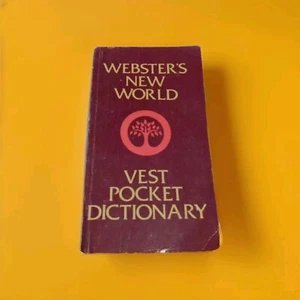 WEBSTER'S
NEW
WORLD
VEST
POCKET
DICTIONARY